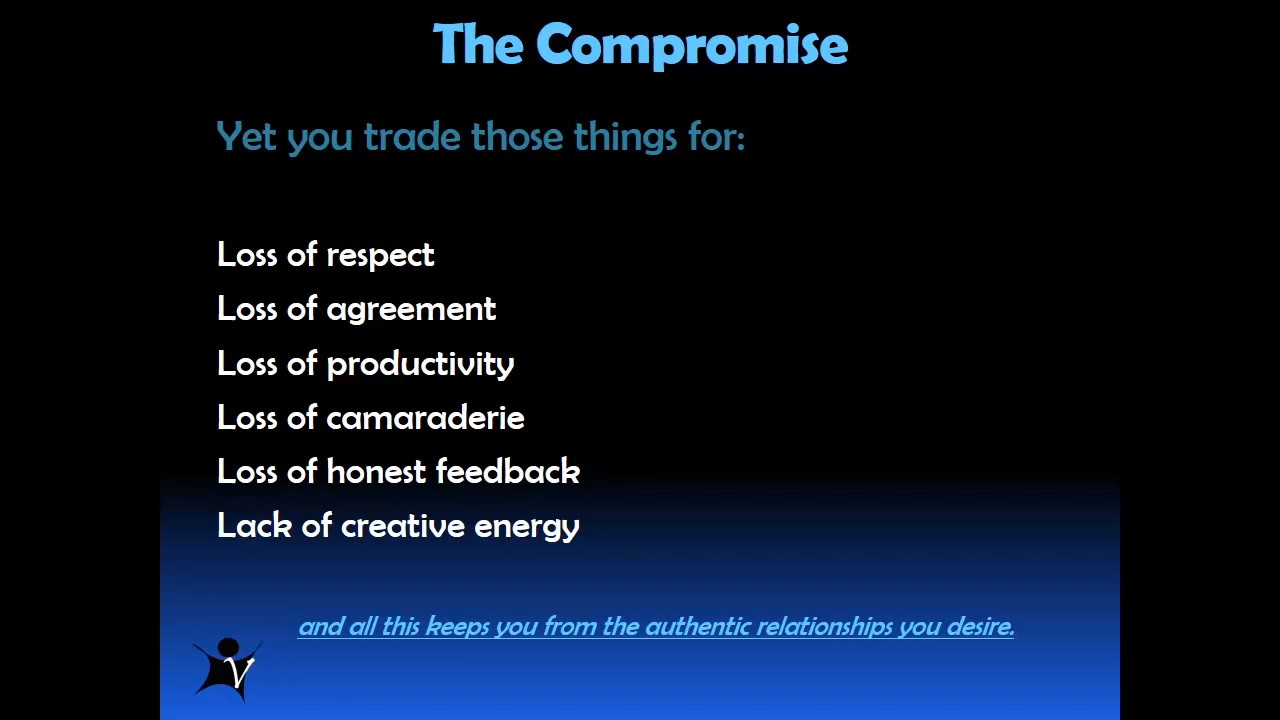 The Compromise
Yet you trade those things for:
Loss of respect
Loss of agreement
Loss of productivity
Loss of camaraderie
Loss of honest feedback
Lack of creative energy
and all this keeps you from the authentic relationships you desire.
V